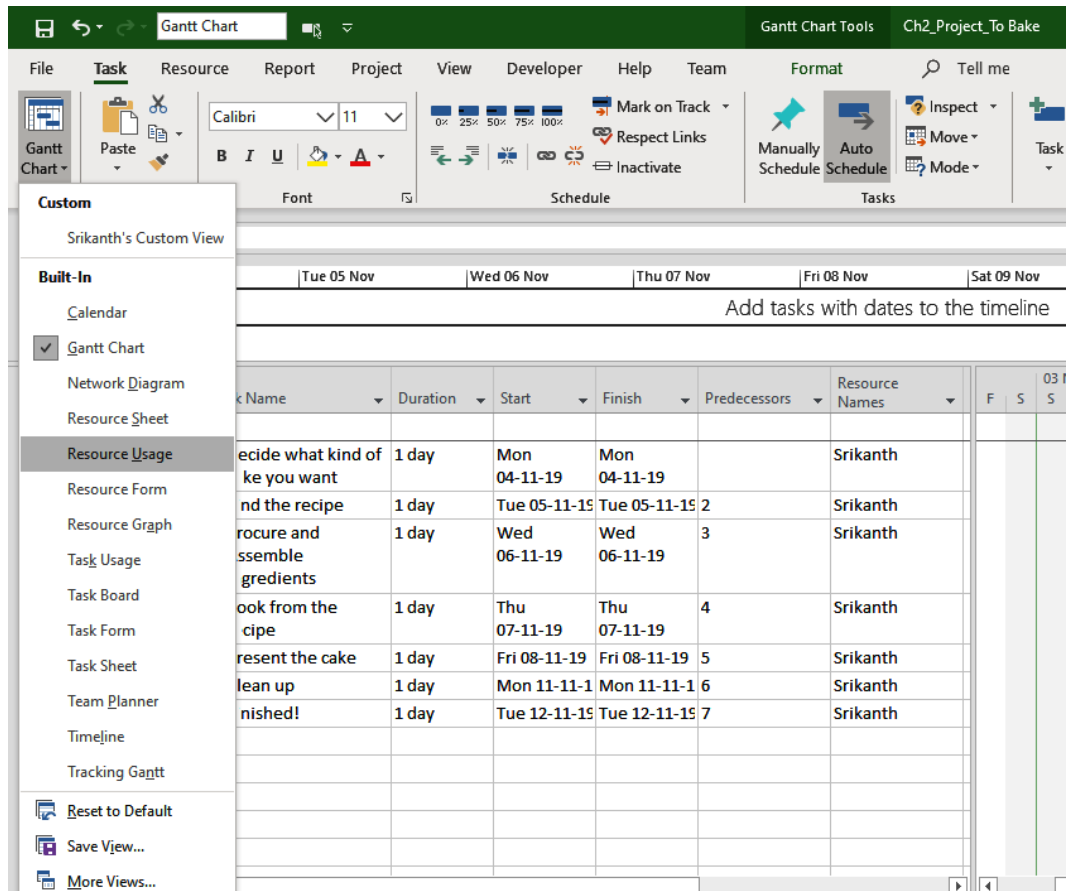 Gantt Chart
Gantt Chart Tools
Ch2_Project_To Bake
File Task Resource Report Project View Developer Help Team Format Tell me
Gantt Chart
Paste
Calibri 11
B I U A
Font
0% 25% 50% 75% 100%
Mark on Track
Respect Links
Inactivate
Schedule
Manually Schedule
Auto Schedule
Inspect
Move
Mode
Tasks
Task
Custom
Srikanth's Custom View
Built-In
Calendar
Gantt Chart
Network Diagram
Resource Sheet
Resource Usage
Resource Form
Resource Graph
Task Usage
Task Board
Task Form
Task Sheet
Team Planner
Timeline
Tracking Gantt
Reset to Default
Save View...
More Views...
Tue 05 Nov Wed 06 Nov Thu 07 Nov Fri 08 Nov Sat 09 Nov
Add tasks with dates to the timeline
k Name Duration Start Finish Predecessors Resource Names
03 N
F S S
ecide what kind of 1 day Mon Mon Srikanth
ke you want 04-11-19 04-11-19
nd the recipe 1 day Tue 05-11-19 Tue 05-11-19 2 Srikanth
rocure and 1 day Wed Wed 3 Srikanth
ssemble 06-11-19 06-11-19
gredients
ook from the 1 day Thu Thu 4 Srikanth
cipe 07-11-19 07-11-19
resent the cake 1 day Fri 08-11-19 Fri 08-11-19 5 Srikanth
lean up 1 day Mon 11-11-1 Mon 11-11-1 6 Srikanth
nished! 1 day Tue 12-11-19 Tue 12-11-19 7 Srikanth